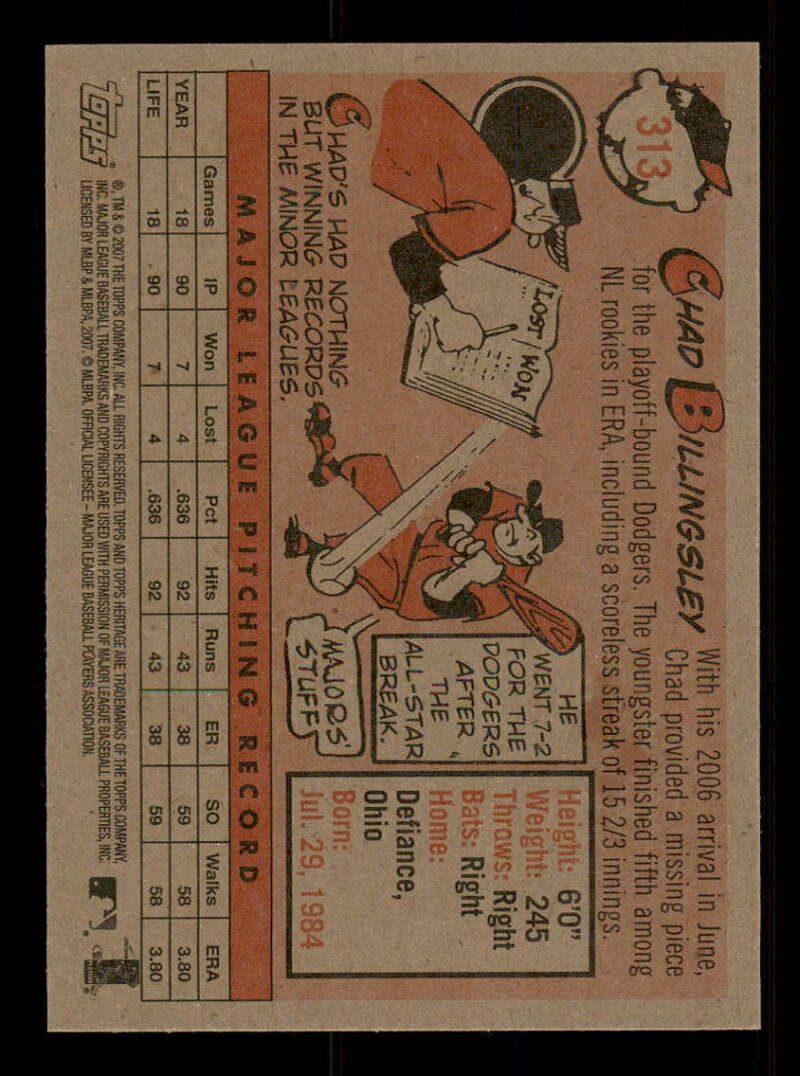 313
CHAD BILLINGSLEY
With his 2006 arrival in June,
Chad provided a missing piece
for the playoff-bound Dodgers. The youngster finished fifth among
NL rookies in ERA, including a scoreless streak of 15 2/3 innings.
LOST WON
CHAD'S HAD NOTHING
BUT WINNING RECORDS
IN THE MINOR LEAGUES.
HE
WENT 7-2
FOR THE
DODGERS
AFTER
THE
ALL-STAR
BREAK.
'MAJORS'
STUFF
Height: 6'0"
Weight: 245
Throws: Right
Bats: Right
Home:
Defiance,
Ohio
Born:
Jul. 29, 1984
MAJOR LEAGUE PITCHING RECORD
Games IP Won Lost Pct Hits Runs ER SO Walks ERA
YEAR 18 90 7 4 .636 92 43 38 59 58 3.80
LIFE 18 90 7 4 .636 92 43 38 59 58 3.80
TOPPS®
®, TM & © 2007 THE TOPPS COMPANY, INC. ALL RIGHTS RESERVED. TOPPS AND TOPPS HERITAGE ARE TRADEMARKS OF THE TOPPS COMPANY,
INC. MAJOR LEAGUE BASEBALL TRADEMARKS AND COPYRIGHTS ARE USED WITH PERMISSION OF MAJOR LEAGUE BASEBALL PROPERTIES, INC.
LICENSED BY MLBP & MLBPA, 2007. © MLBPA. OFFICIAL LICENSEE – MAJOR LEAGUE BASEBALL PLAYERS ASSOCIATION.